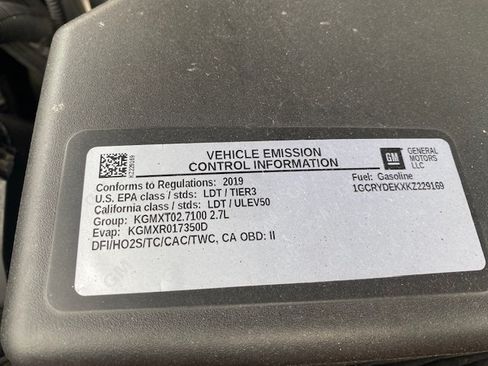 VEHICLE EMISSION
CONTROL INFORMATION
GM
GENERAL
MOTORS
LLC
KZ229169
Conforms to Regulations: 2019
Fuel: Gasoline
U.S. EPA class / stds: LDT / TIER3
1GCRYDEKXKZ229169
California class / stds: LDT / ULEV50
Group: KGMXT02.7100 2.7L
Evap: KGMXR017350D
DFI/HO2S/TC/CAC/TWC, CA OBD: II